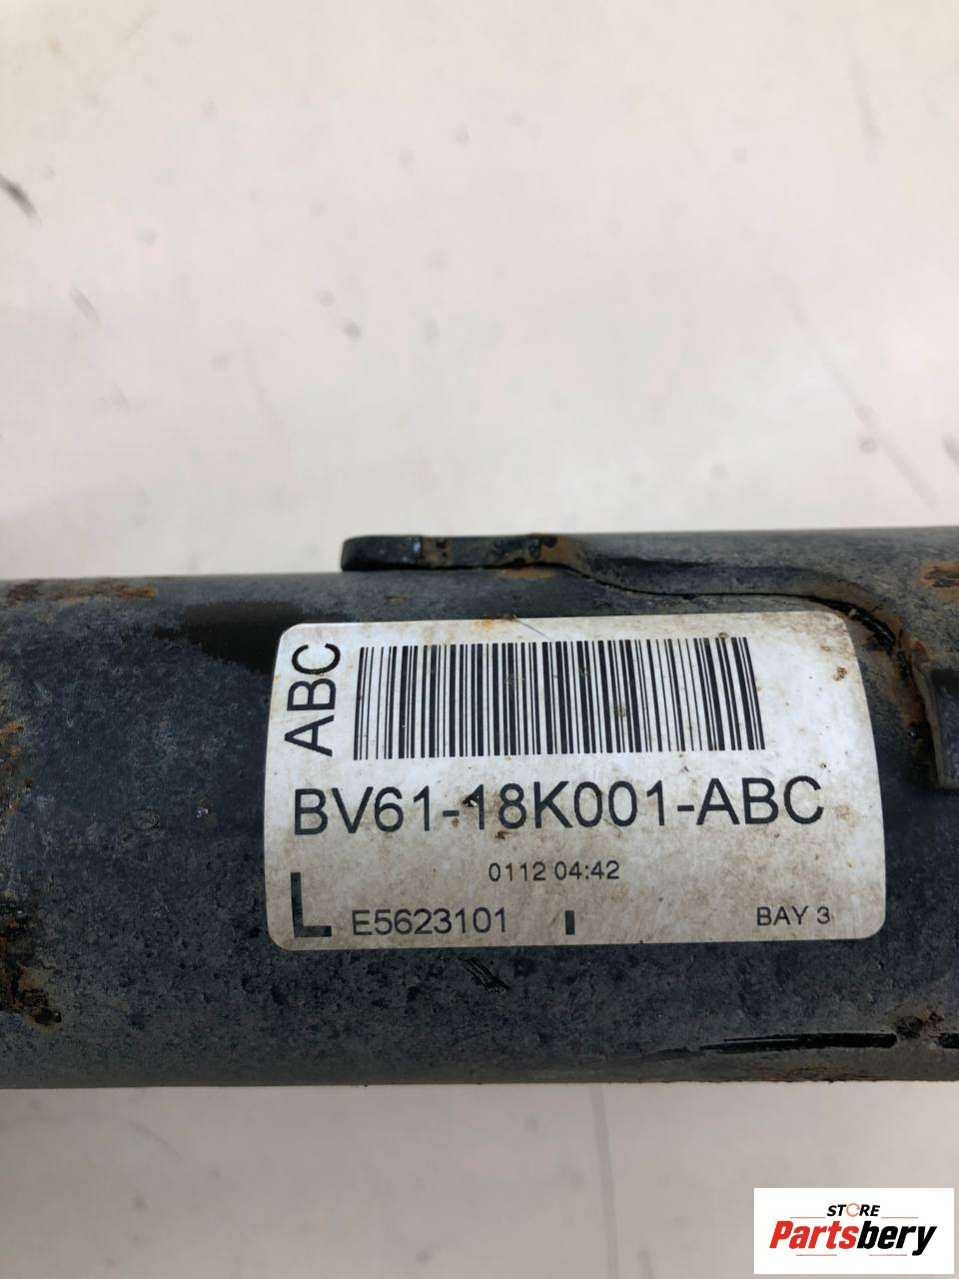 ABC
BV61-18K001-ABC
0112 04:42
L E5623101 I BAY 3
STORE
Partsbery